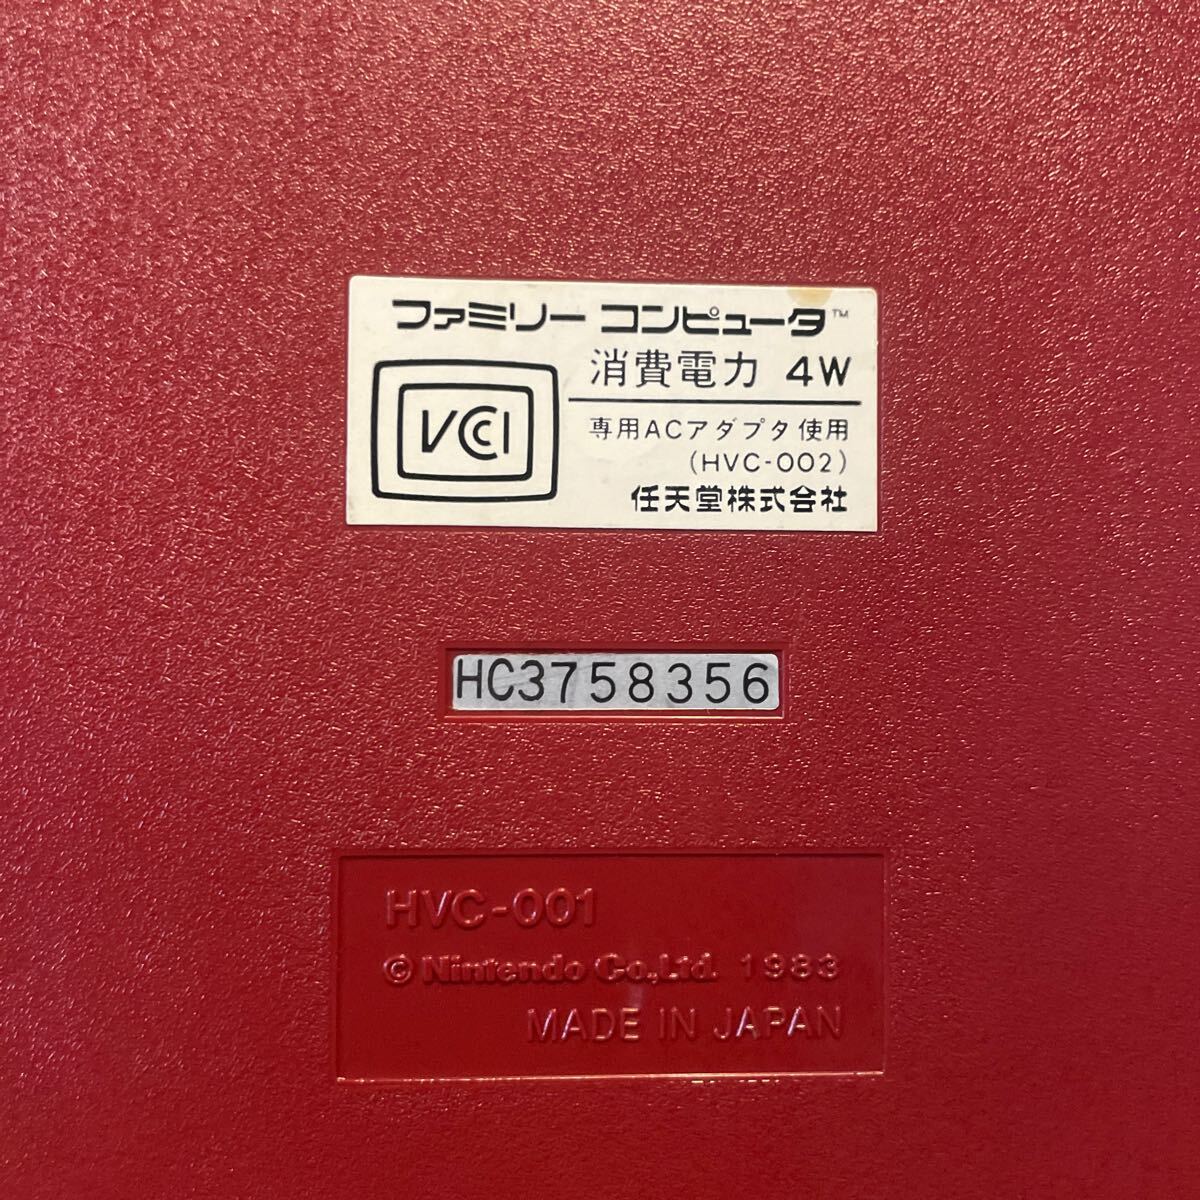 ファミリー コンピュータ™
消費電力 4W
VCCI
専用ACアダプタ使用
(HVC-002)
任天堂株式会社
HC3758356
HVC-001
© Nintendo Co., Ltd. 1983
MADE IN JAPAN